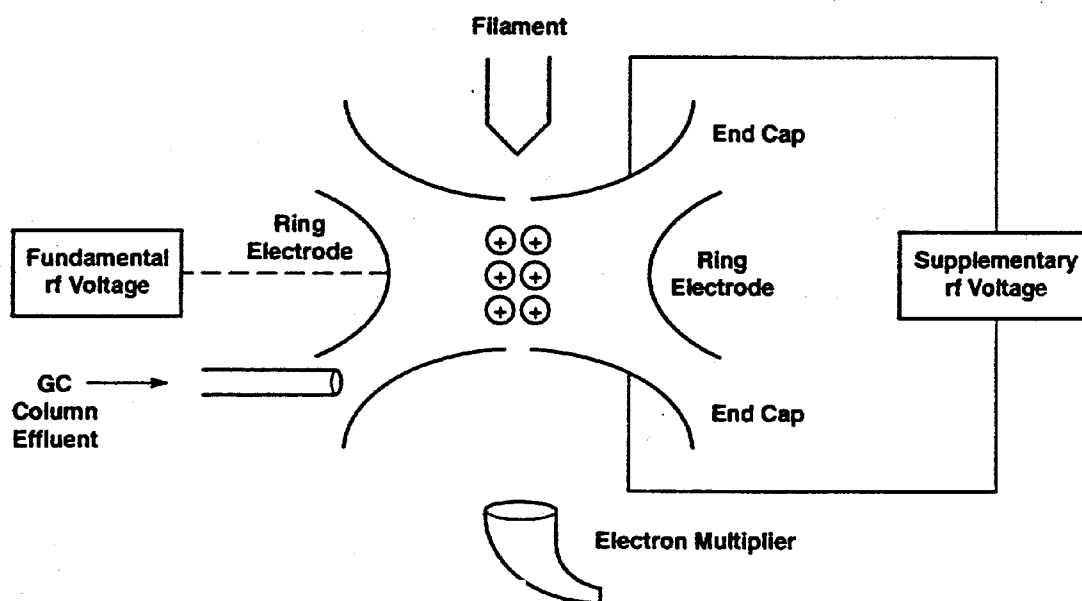 Filament
End Cap
Ring
Electrode
Fundamental
rf Voltage
Ring
Electrode
Supplementary
rf Voltage
GC
Column
Effluent
End Cap
Electron Multiplier